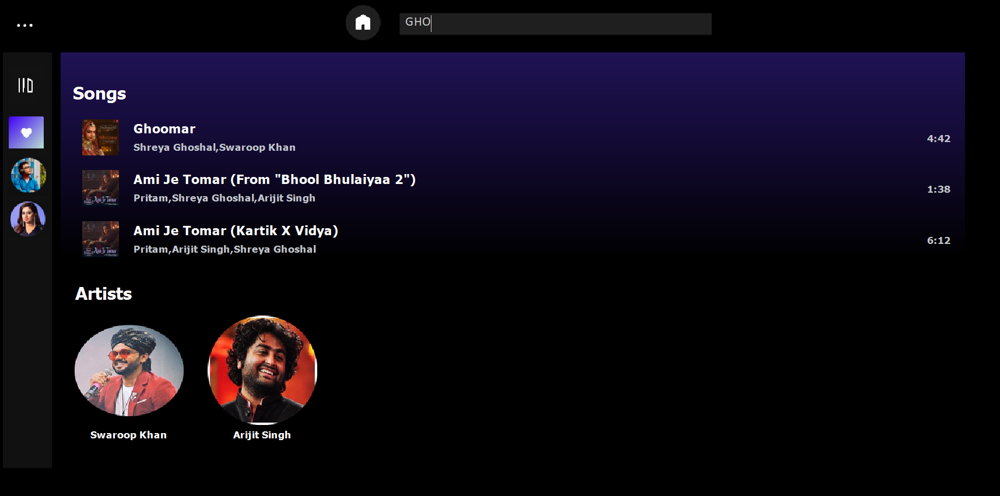 GHO
Songs
Ghoomar
Shreya Ghoshal,Swaroop Khan
4:42
Ami Je Tomar (From "Bhool Bhulaiyaa 2")
Pritam,Shreya Ghoshal,Arijit Singh
1:38
Ami Je Tomar (Kartik X Vidya)
Pritam,Arijit Singh,Shreya Ghoshal
6:12
Artists
Swaroop Khan
Arijit Singh